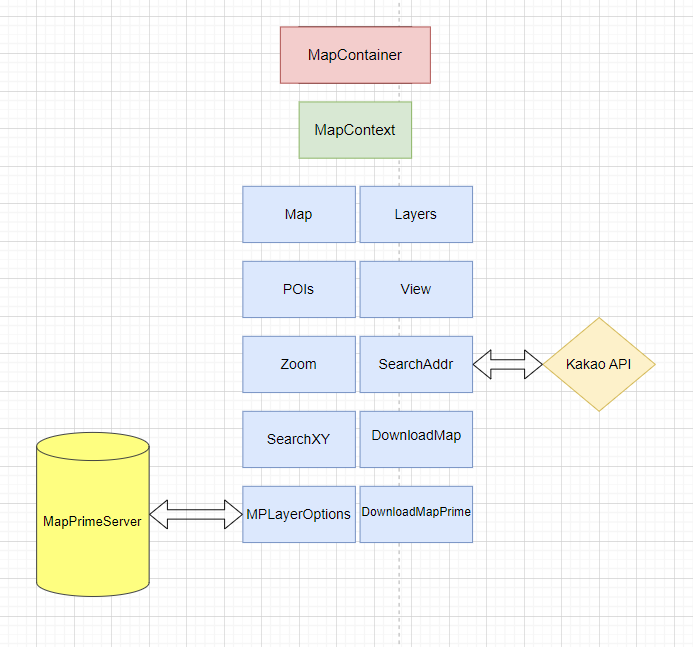 MapContainer
MapContext
Map
Layers
POIs
View
Zoom
SearchAddr
Kakao API
SearchXY
DownloadMap
MapPrimeServer
MPLayerOptions
DownloadMapPrime